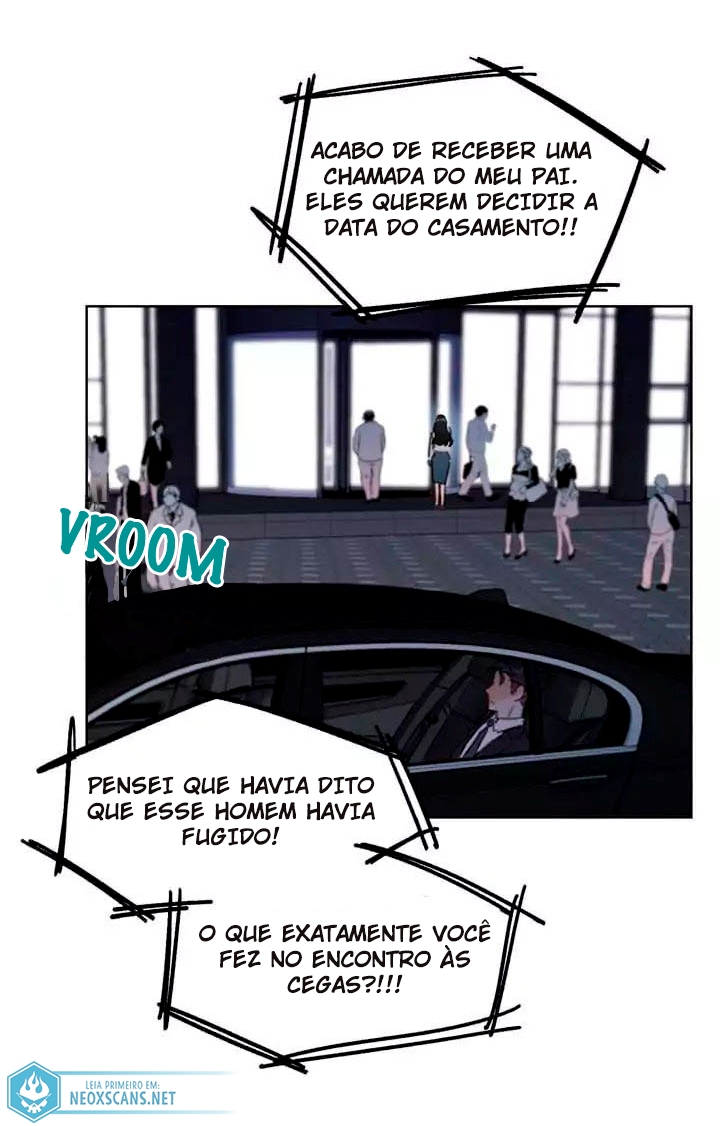 ACABO DE RECEBER UMA
CHAMADA DO MEU PAI.
ELES QUEREM DECIDIR A
DATA DO CASAMENTO!!
VROOM
PENSEI QUE HAVIA DITO
QUE ESSE HOMEM HAVIA
FUGIDO!
O QUE EXATAMENTE VOCÊ
FEZ NO ENCONTRO ÀS
CEGAS?!!!
LEIA PRIMEIRO EM:
NEOXSCANS.NET